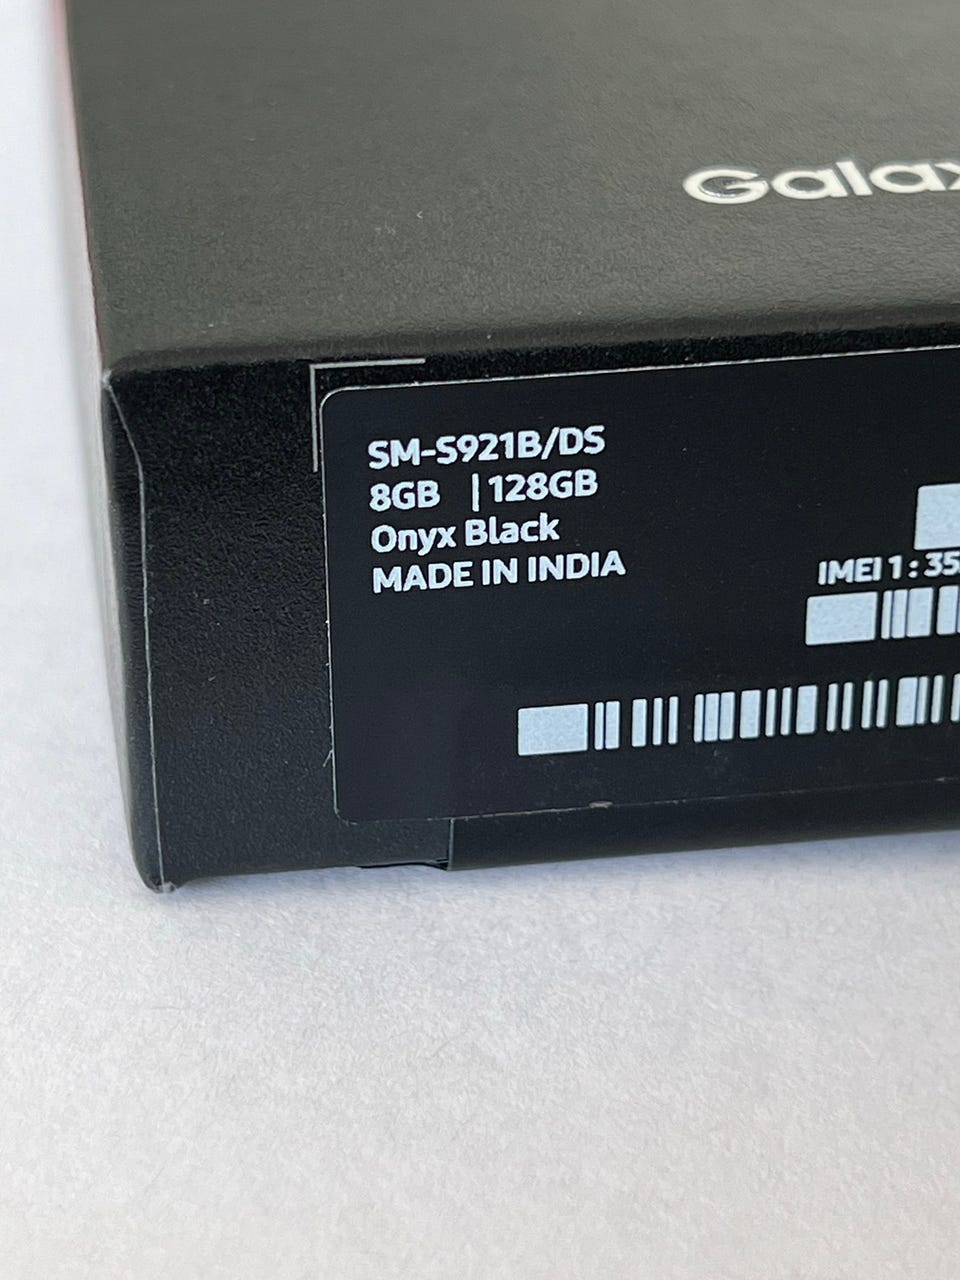 Galax
SM-S921B/DS
8GB | 128GB
Onyx Black
MADE IN INDIA
IMEI 1 : 35